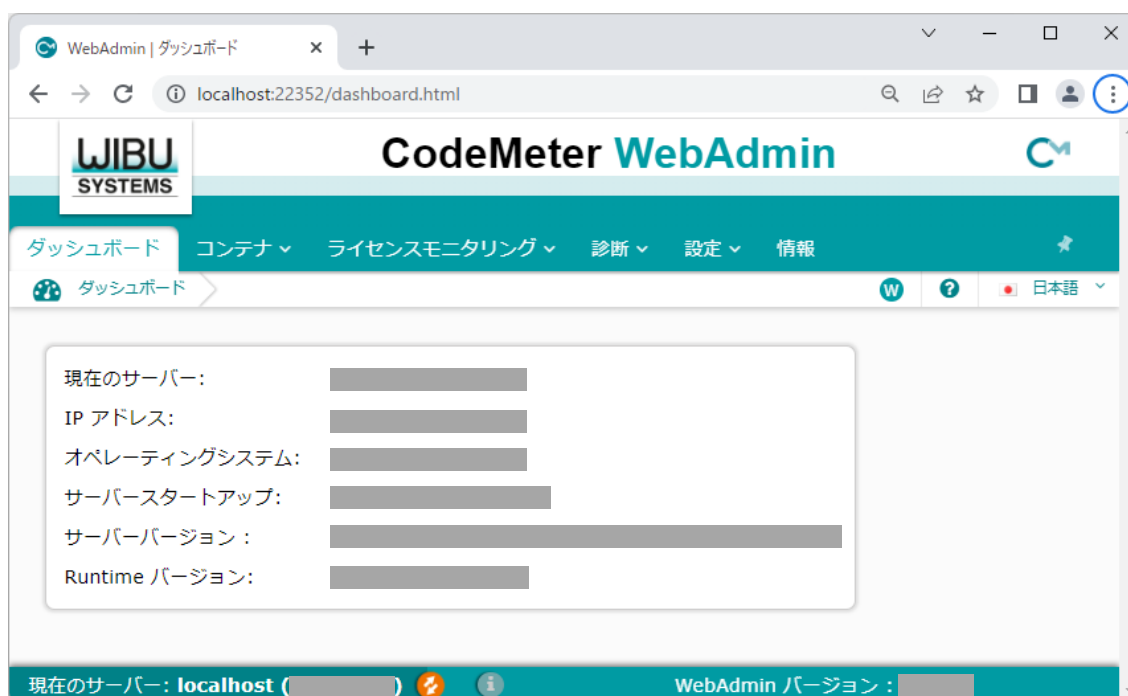 WebAdmin | ダッシュボード
localhost:22352/dashboard.html
WIBU
SYSTEMS
CodeMeter WebAdmin
ダッシュボード コンテナ ライセンスモニタリング 診断 設定 情報
ダッシュボード W ? 日本語
現在のサーバー:
IP アドレス:
オペレーティングシステム:
サーバースタートアップ:
サーバーバージョン :
Runtime バージョン:
現在のサーバー: localhost ( ) i WebAdmin バージョン :